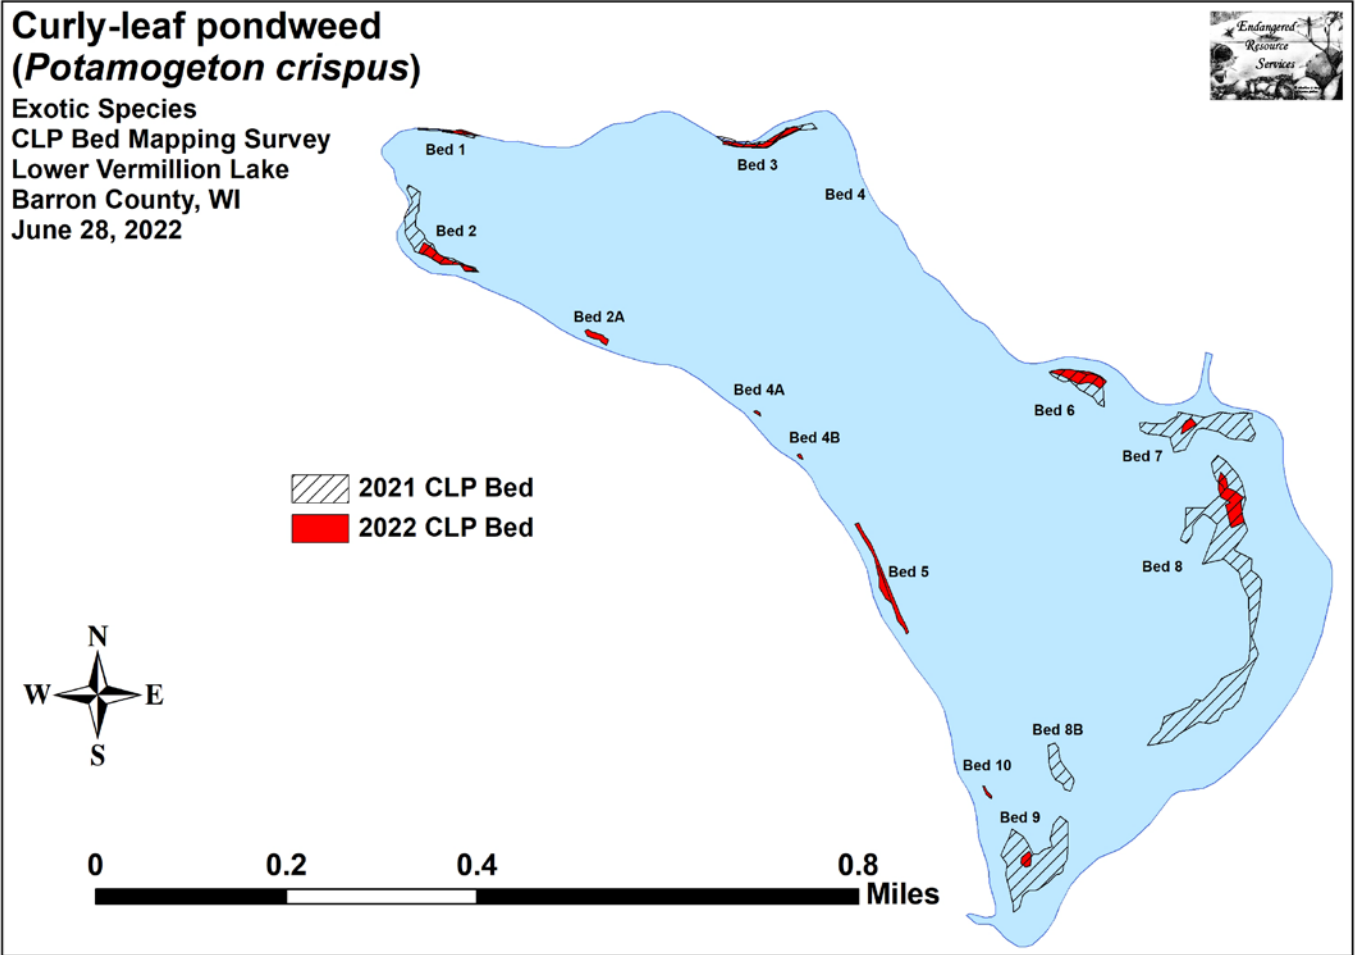 Curly-leaf pondweed
(Potamogeton crispus)
Exotic Species
CLP Bed Mapping Survey
Lower Vermillion Lake
Barron County, WI
June 28, 2022
Endangered
Resource
Services
Bed 1
Bed 3
Bed 4
Bed 2
Bed 2A
Bed 4A
Bed 4B
Bed 6
Bed 7
2021 CLP Bed
2022 CLP Bed
Bed 5
Bed 8
N
W E
S
Bed 8B
Bed 10
Bed 9
0 0.2 0.4 0.8
Miles